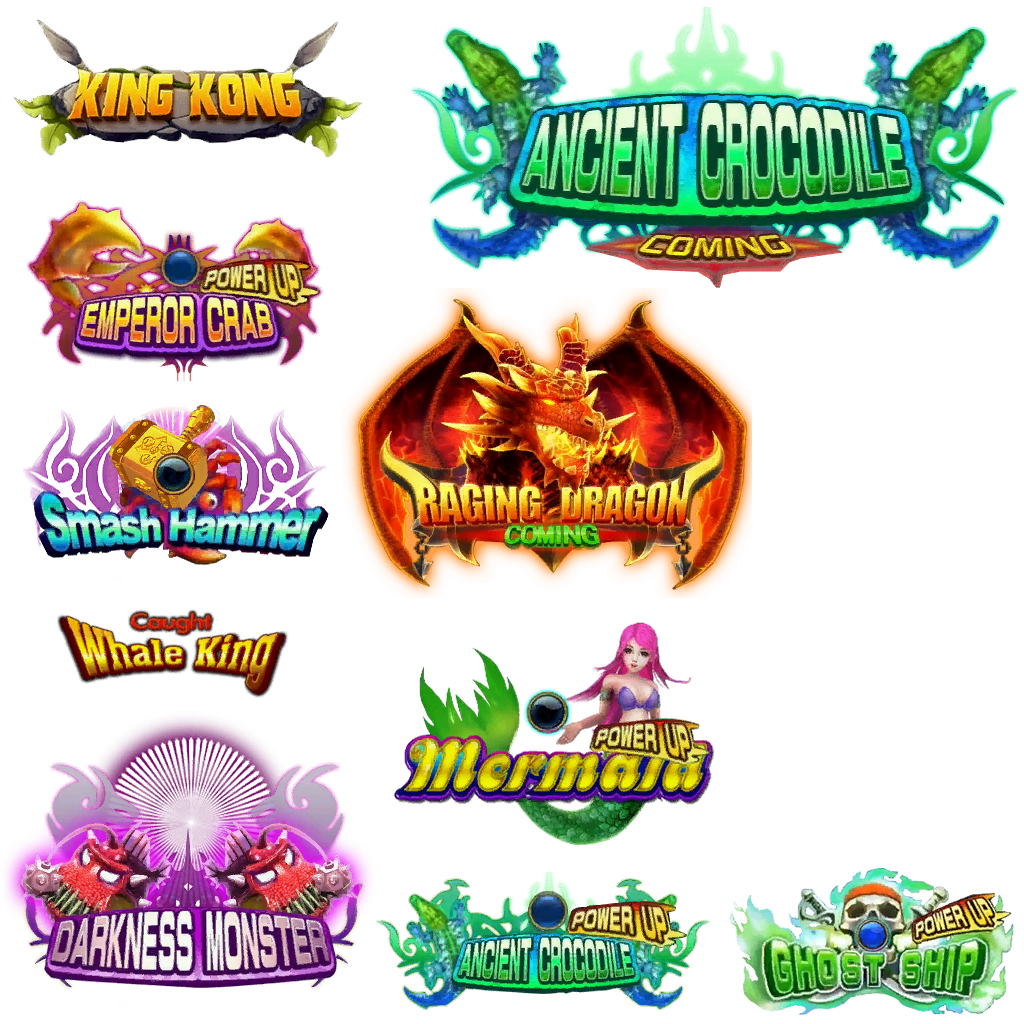 KING KONG
ANCIENT CROCODILE
COMING
POWER UP
EMPEROR CRAB
RAGING DRAGON
COMING
Smash Hammer
Caught
Whale King
POWER UP
Mermaid
DARKNESS MONSTER
POWER UP
ANCIENT CROCODILE
POWER UP
GHOST SHIP